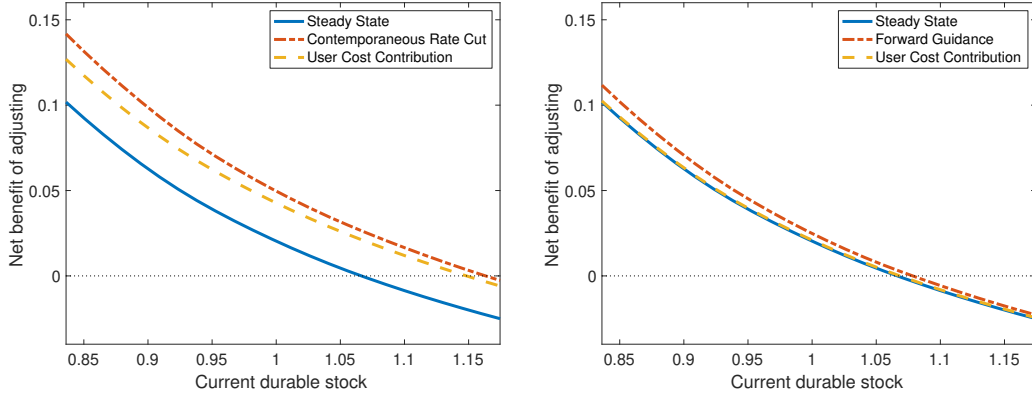 0.15
0.1
0.05
0
Net benefit of adjusting
Steady State
Contemporaneous Rate Cut
User Cost Contribution
0.85 0.9 0.95 1 1.05 1.1 1.15
Current durable stock
0.15
0.1
0.05
0
Net benefit of adjusting
Steady State
Forward Guidance
User Cost Contribution
0.85 0.9 0.95 1 1.05 1.1 1.15
Current durable stock